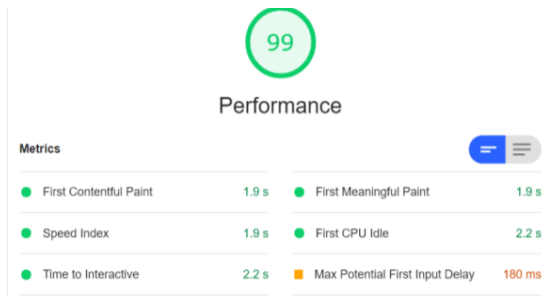 99
Performance
Metrics
First Contentful Paint 1.9 s
First Meaningful Paint 1.9 s
Speed Index 1.9 s
First CPU Idle 2.2 s
Time to Interactive 2.2 s
Max Potential First Input Delay 180 ms